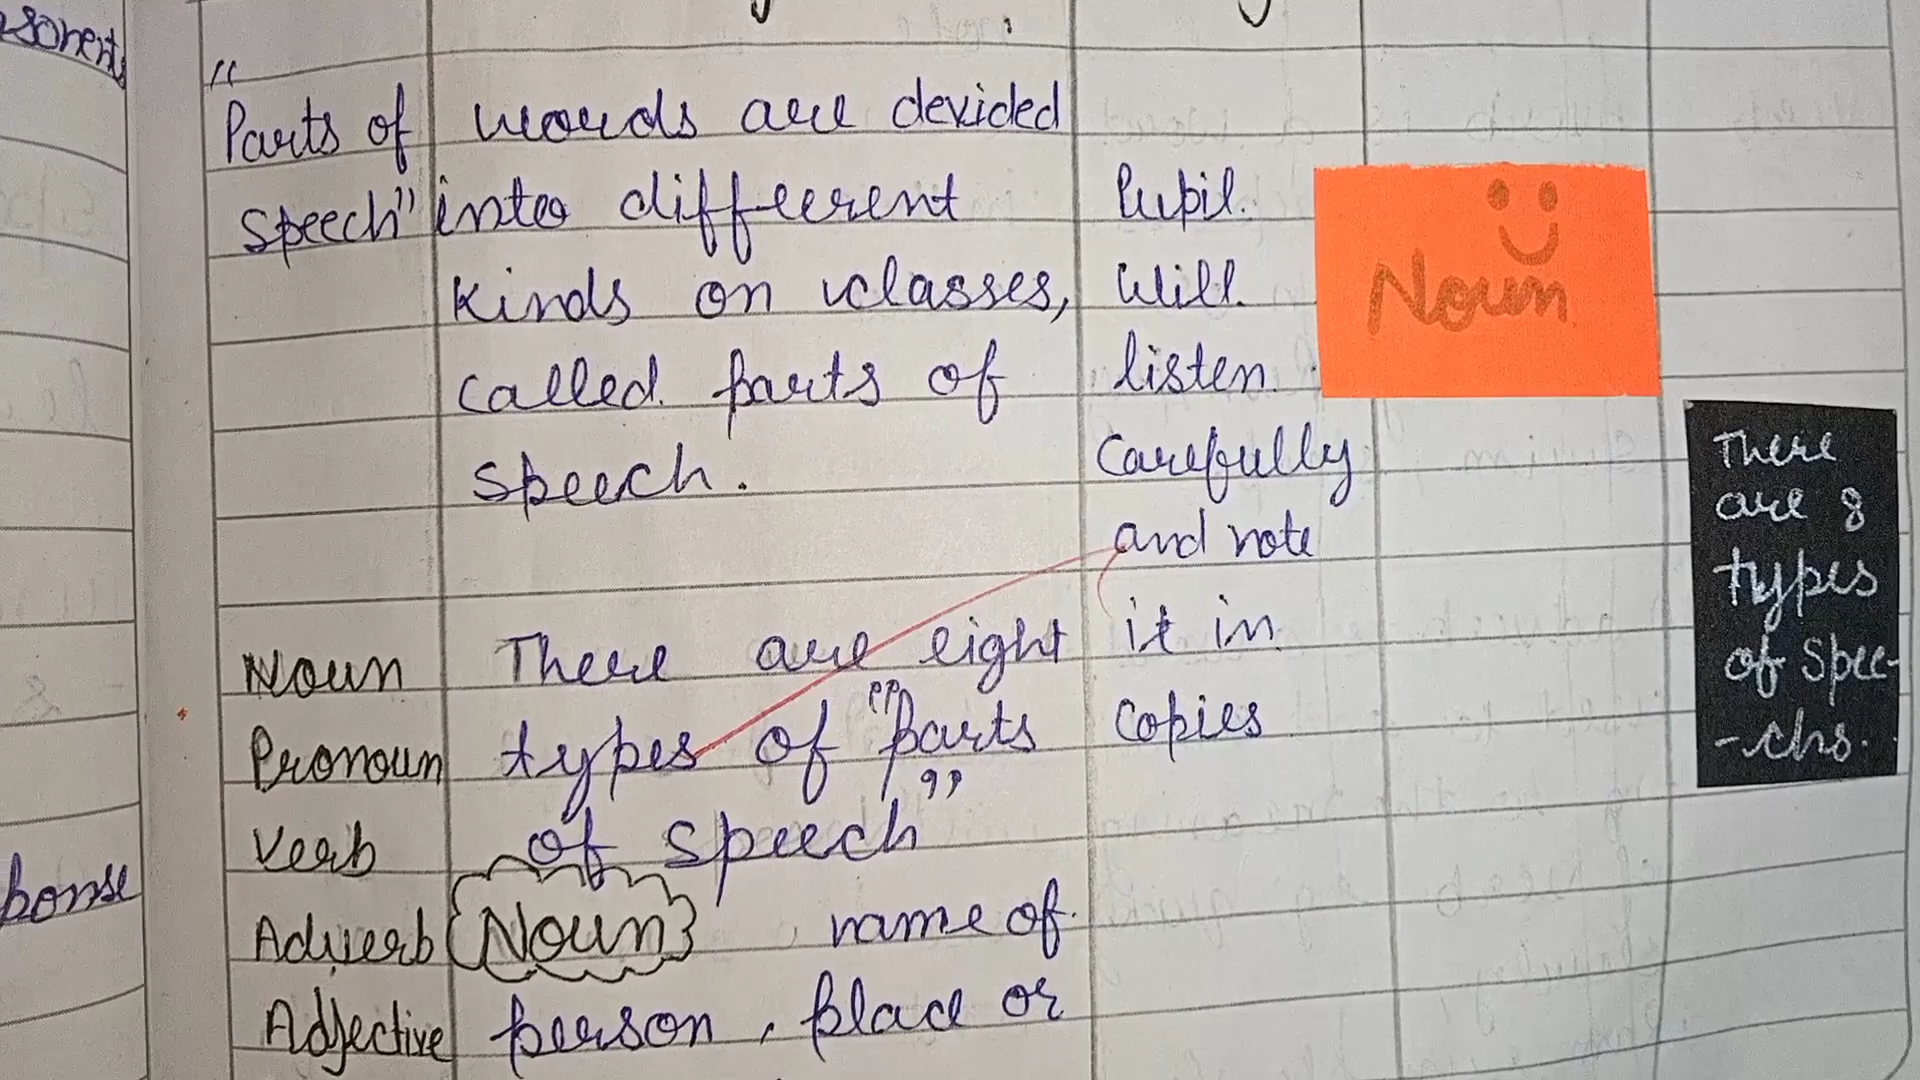 "Parts of
speech"
Noun
Pronoun
Verb
Adverb
Adjective
words are devided
into different
kinds on classes,
called parts of
speech.
There are eight
types of "Parts
of speech"
Noun name of
person, place or
Pupil.
Will
listen
Carefully
and note
it in
copies
Noun
There
are 8
types
of Spee-
-chs.